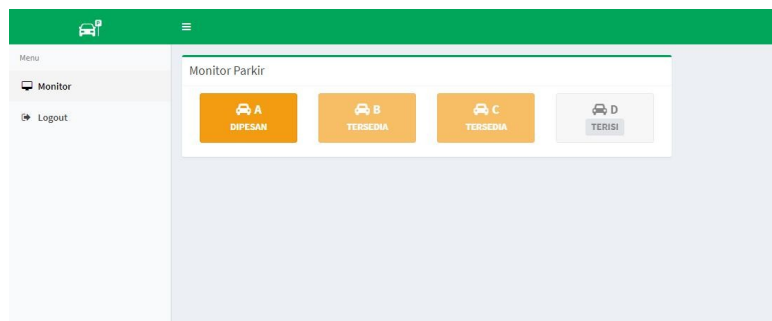 P
Menu
Monitor
Logout
Monitor Parkir
A
DIPESAN
B
TERSEDIA
C
TERSEDIA
D
TERISI